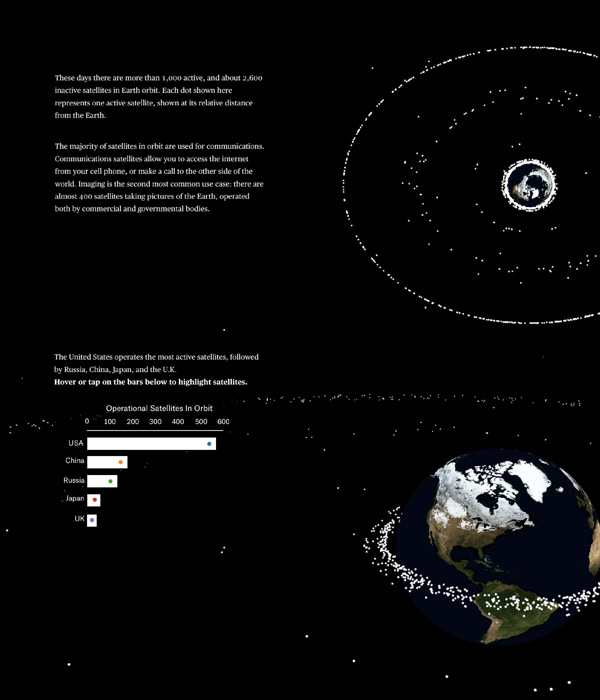 These days there are more than 1,000 active, and about 2,600
inactive satellites in Earth orbit. Each dot shown here
represents one active satellite, shown at its relative distance
from the Earth.
The majority of satellites in orbit are used for communications.
Communications satellites allow you to access the internet
from your cell phone, or make a call to the other side of the
world. Imaging is the second most common use case: there are
almost 400 satellites taking pictures of the Earth, operated
both by commercial and governmental bodies.
The United States operates the most active satellites, followed
by Russia, China, Japan, and the U.K.
Hover or tap on the bars below to highlight satellites.
Operational Satellites In Orbit
0 100 200 300 400 500 600
USA
China
Russia
Japan
UK